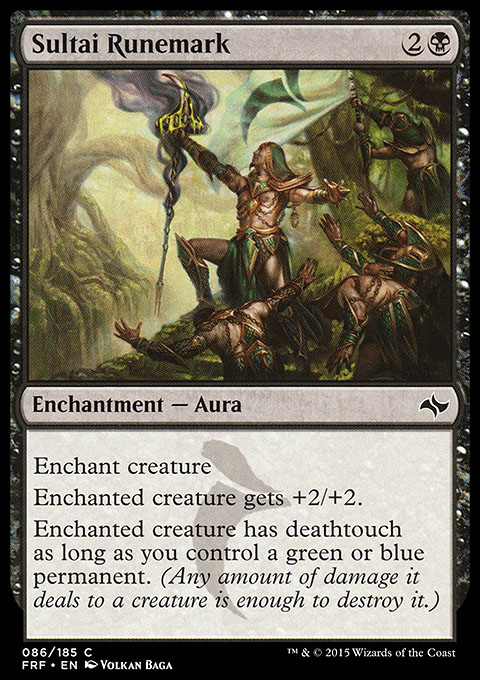 Sultai Runemark 2
Enchantment — Aura
Enchant creature
Enchanted creature gets +2/+2.
Enchanted creature has deathtouch
as long as you control a green or blue
permanent. (Any amount of damage it
deals to a creature is enough to destroy it.)
086/185 C
FRF • EN VOLKAN BAGA
™ & © 2015 Wizards of the Coast